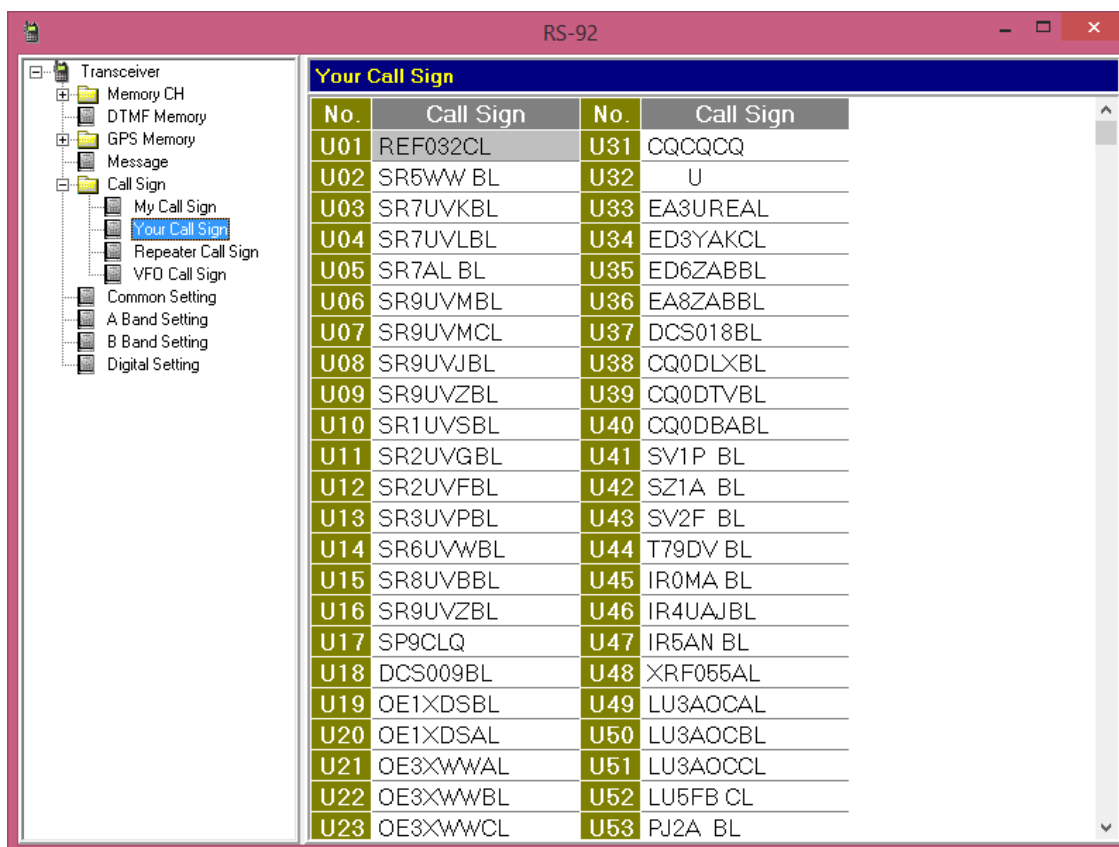 RS-92
Transceiver
Memory CH
DTMF Memory
GPS Memory
Message
Call Sign
My Call Sign
Your Call Sign
Repeater Call Sign
VFO Call Sign
Common Setting
A Band Setting
B Band Setting
Digital Setting
Your Call Sign
No. Call Sign No. Call Sign
U01 REF032CL U31 CQCQCQ
U02 SR5WW BL U32 U
U03 SR7UVKBL U33 EA3UREAL
U04 SR7UVLBL U34 ED3YAKCL
U05 SR7AL BL U35 ED6ZABBL
U06 SR9UVMBL U36 EA8ZABBL
U07 SR9UVMCL U37 DCS018BL
U08 SR9UVJBL U38 CQ0DLXBL
U09 SR9UVZBL U39 CQ0DTVBL
U10 SR1UVSBL U40 CQ0DBABL
U11 SR2UVGBL U41 SV1P BL
U12 SR2UVFBL U42 SZ1A BL
U13 SR3UVPBL U43 SV2F BL
U14 SR6UVWBL U44 T79DV BL
U15 SR8UVBBL U45 IR0MA BL
U16 SR9UVZBL U46 IR4UAJBL
U17 SP9CLQ U47 IR5AN BL
U18 DCS009BL U48 XRF055AL
U19 OE1XDSBL U49 LU3AOCAL
U20 OE1XDSAL U50 LU3AOCBL
U21 OE3XWWAL U51 LU3AOCCL
U22 OE3XWWBL U52 LU5FB CL
U23 OE3XWWCL U53 PJ2A BL